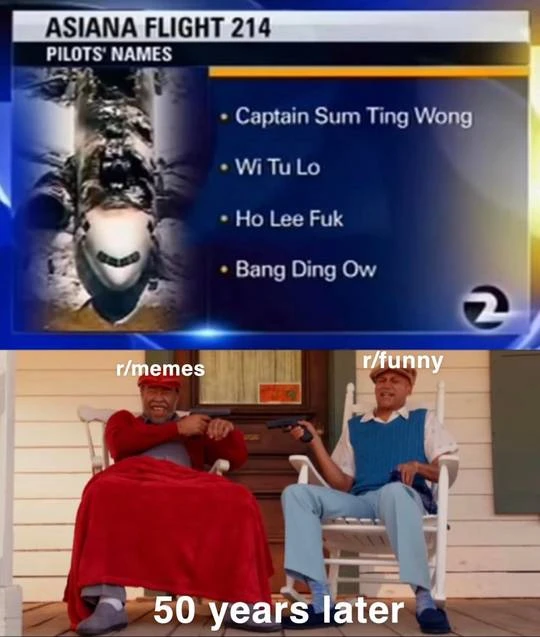 ASIANA FLIGHT 214
PILOTS' NAMES
• Captain Sum Ting Wong
• Wi Tu Lo
• Ho Lee Fuk
• Bang Ding Ow
2
r/memes
r/funny
50 years later